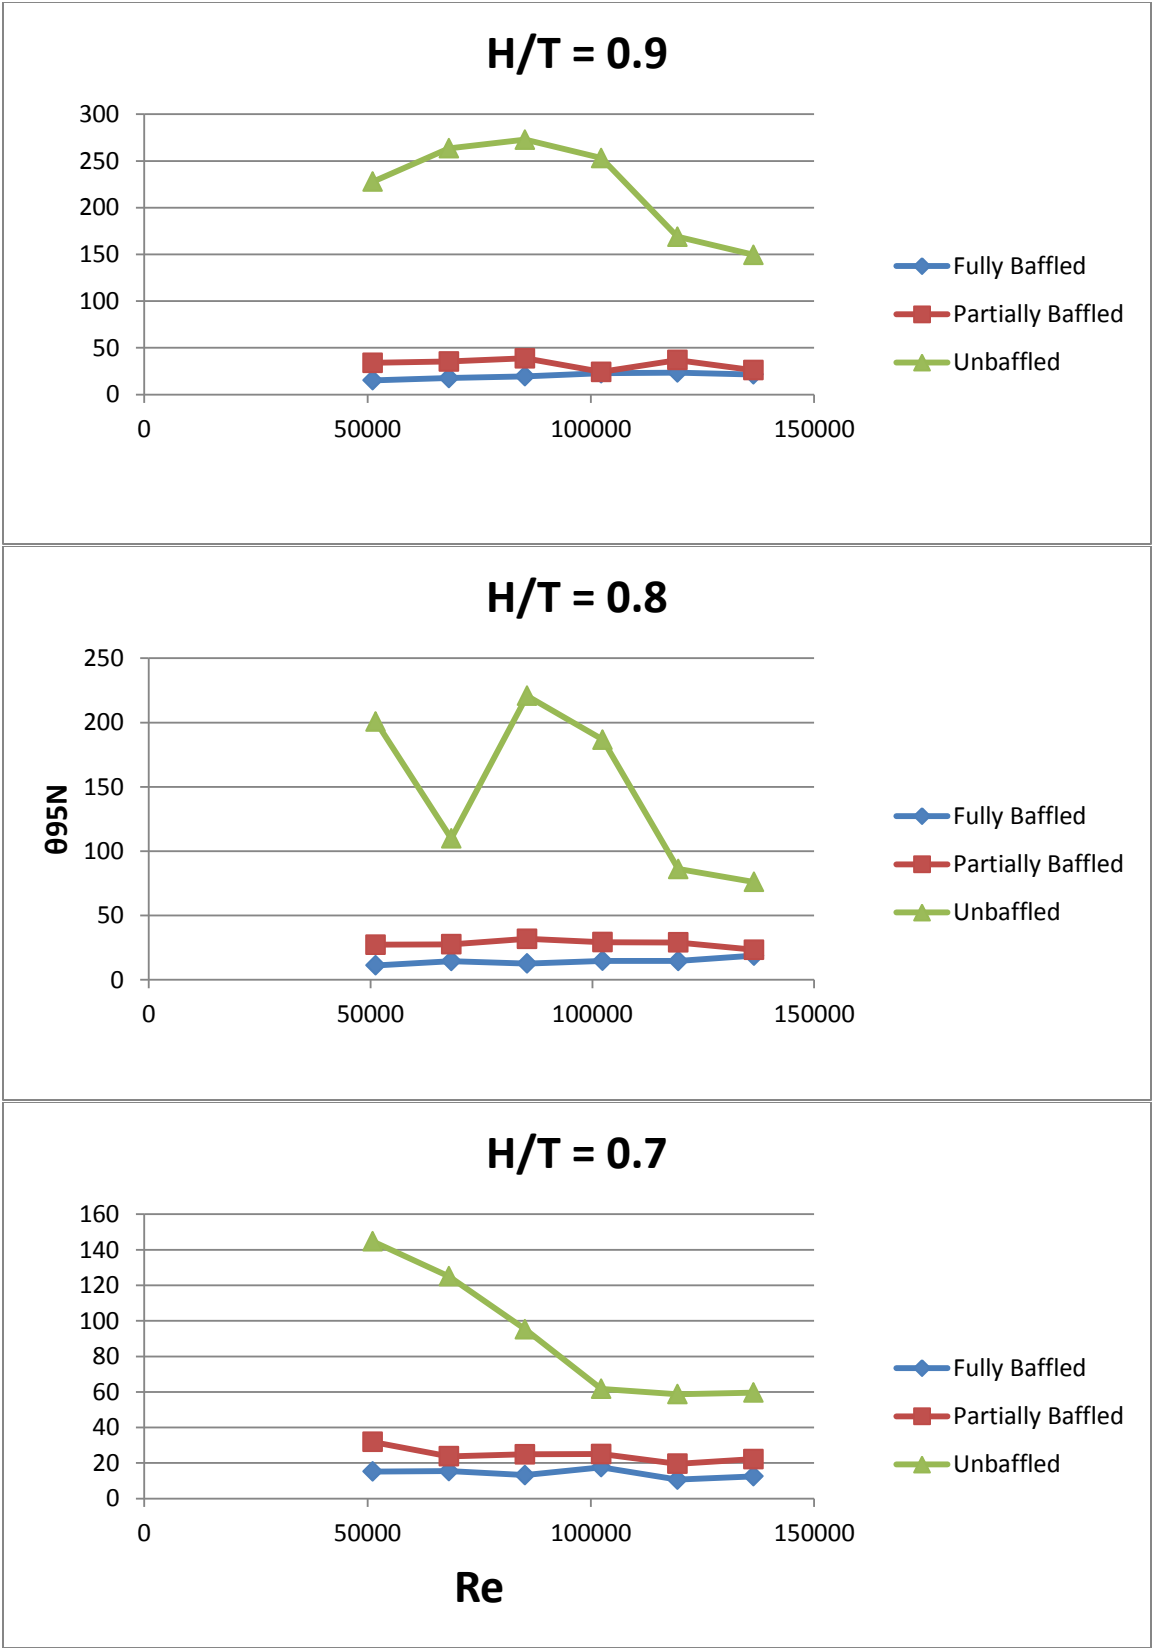 H/T = 0.9
300
250
200
150
100
50
0
0 50000 100000 150000
Fully Baffled
Partially Baffled
Unbaffled
H/T = 0.8
θ95N
250
200
150
100
50
0
0 50000 100000 150000
Fully Baffled
Partially Baffled
Unbaffled
H/T = 0.7
160
140
120
100
80
60
40
20
0
0 50000 100000 150000
Fully Baffled
Partially Baffled
Unbaffled
Re